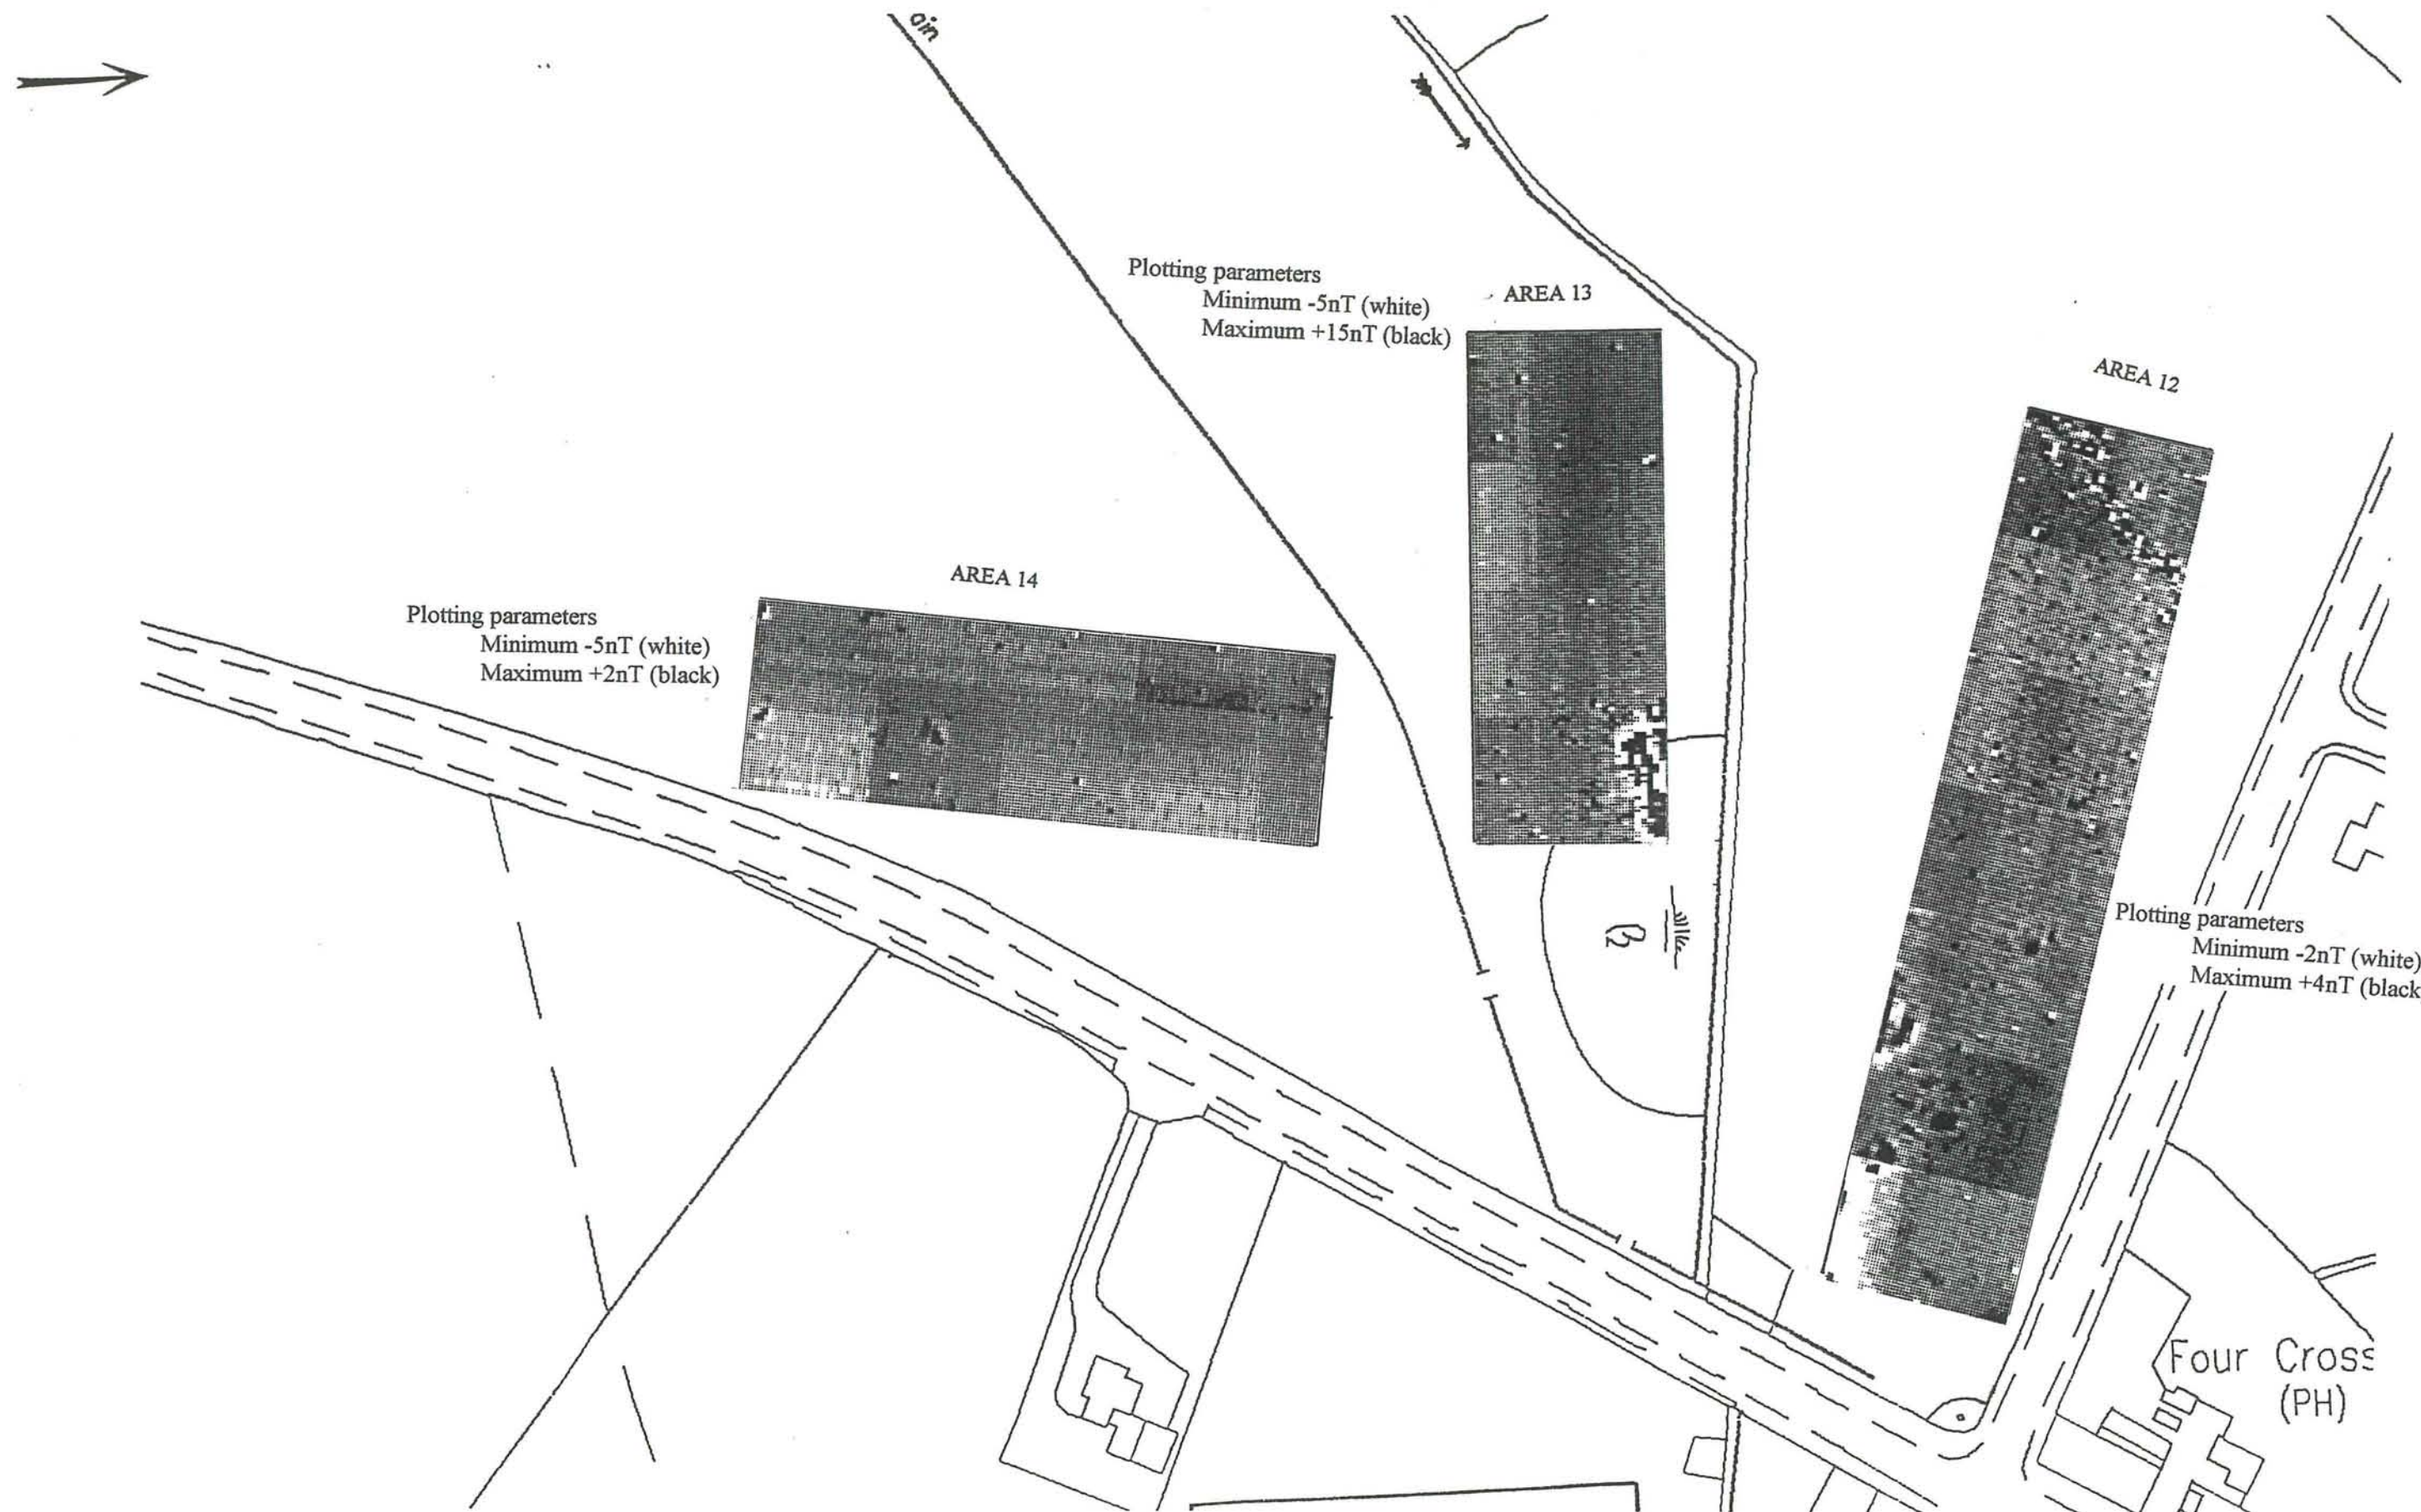 Plotting parameters
Minimum -5nT (white)
Maximum +15nT (black)
AREA 13
AREA 12
AREA 14
Plotting parameters
Minimum -5nT (white)
Maximum +2nT (black)
Plotting parameters
Minimum -2nT (white)
Maximum +4nT (black
Four Cross
(PH)